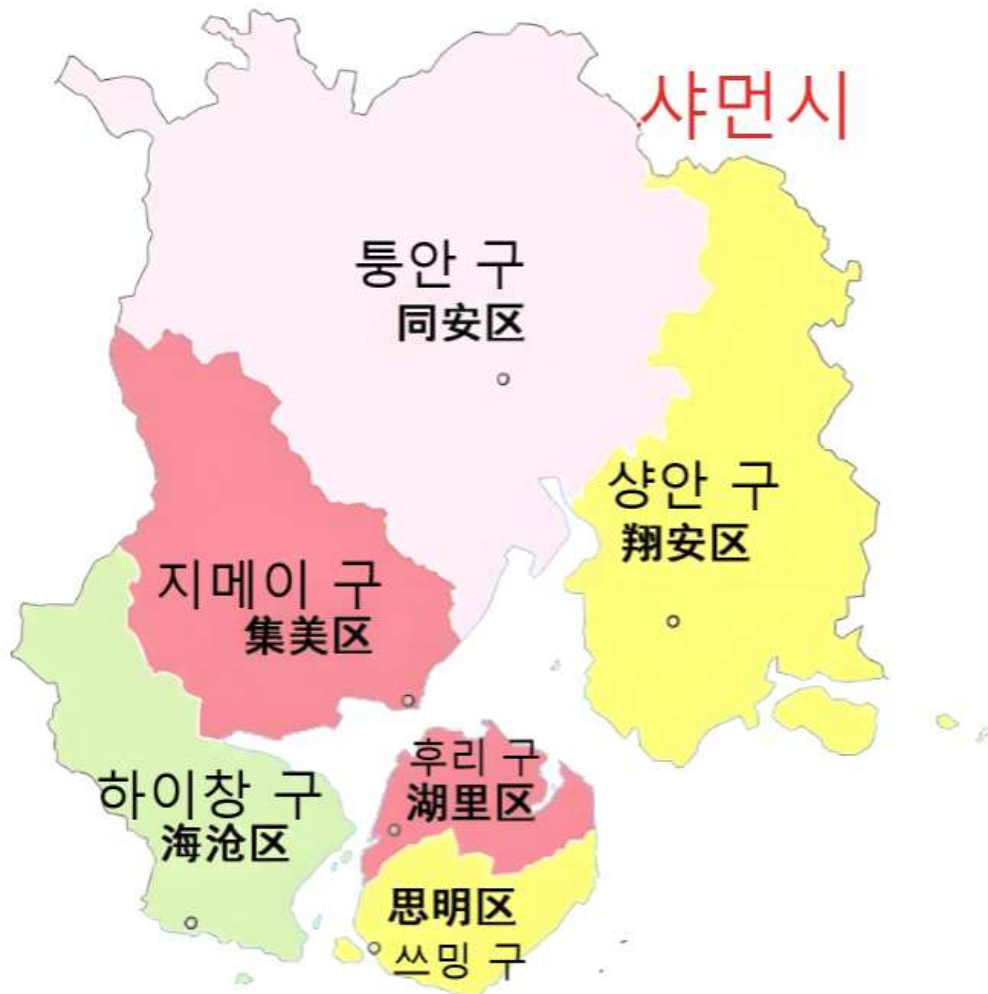 샤먼시
퉁안 구
同安区
샹안 구
翔安区
지메이 구
集美区
후리 구
湖里区
하이창 구
海沧区
思明区
쓰밍 구